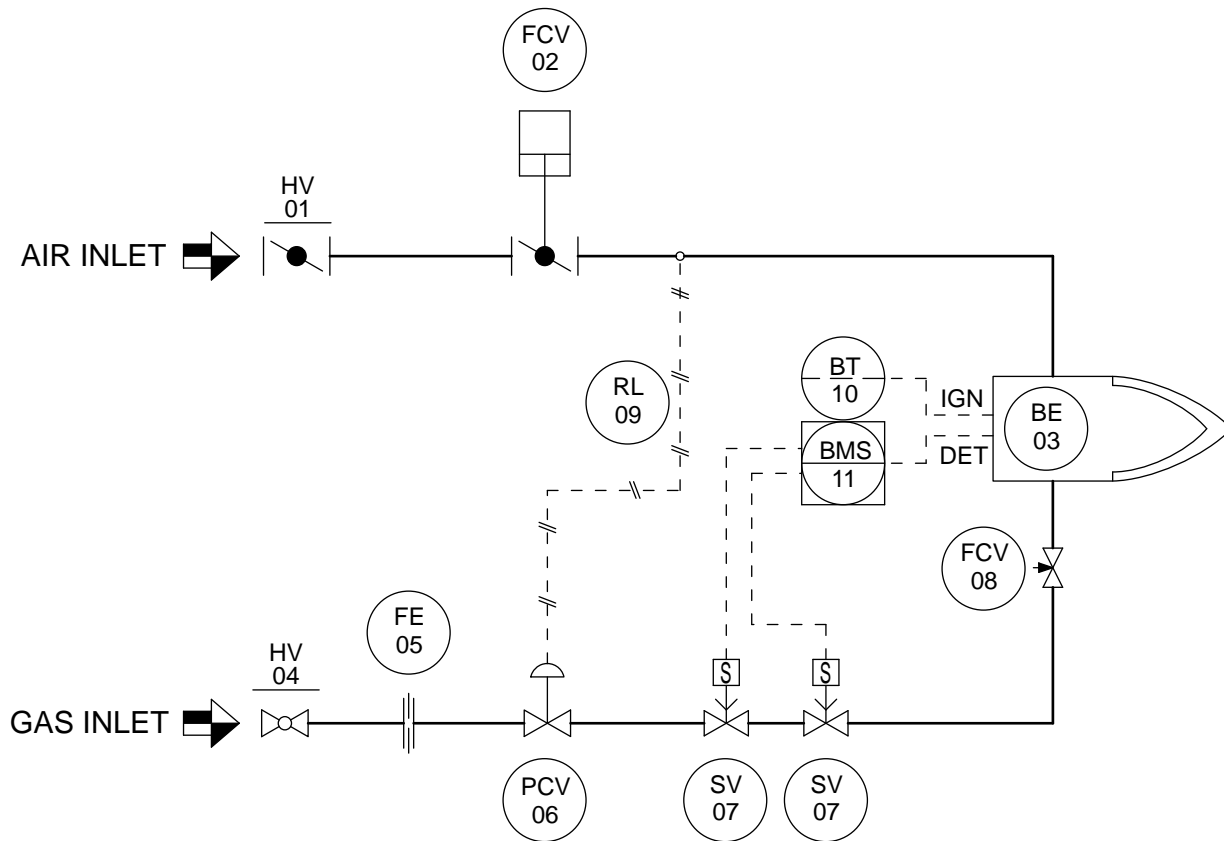 FCV
02
HV
01
AIR INLET
RL
09
BT
10
IGN
BE
03
BMS
11
DET
FCV
08
FE
05
HV
04
S
S
GAS INLET
PCV
06
SV
07
SV
07